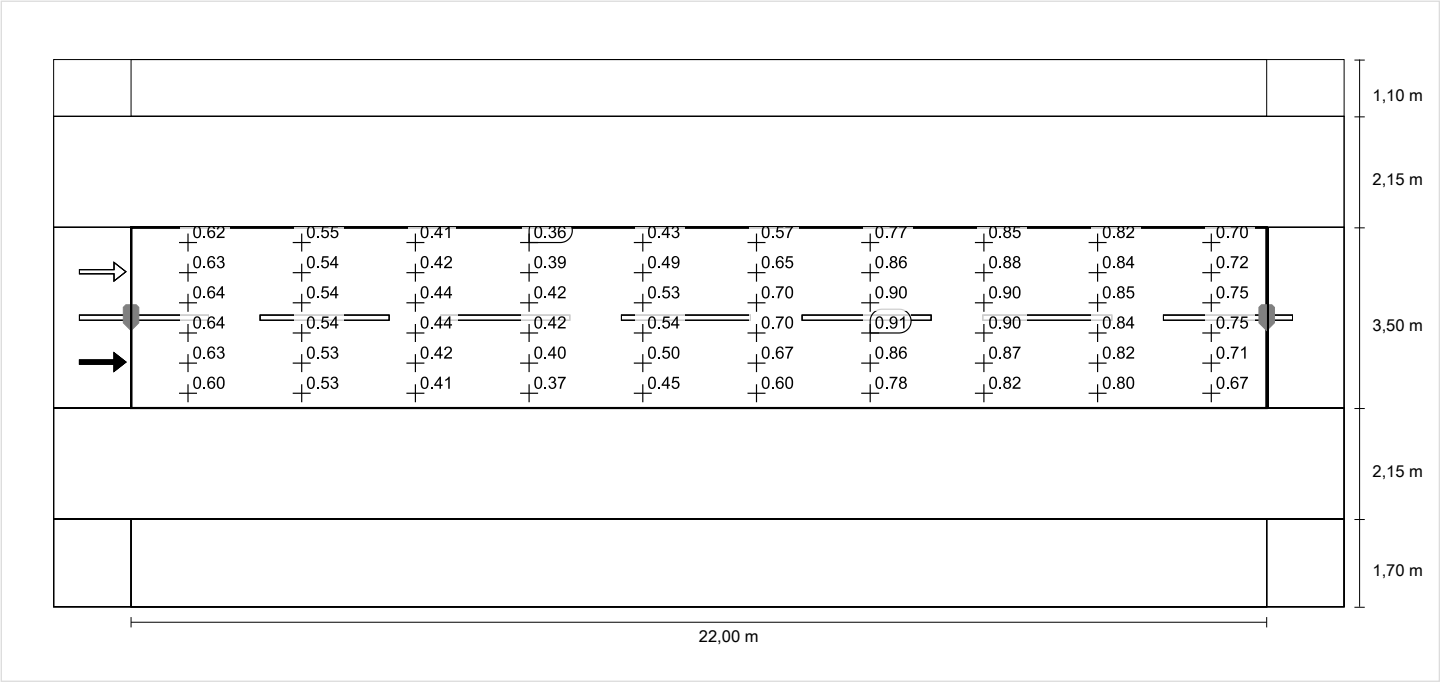 1,10 m
2,15 m
0.62 0.55 0.41 0.36 0.43 0.57 0.77 0.85 0.82 0.70
0.63 0.54 0.42 0.39 0.49 0.65 0.86 0.88 0.84 0.72
0.64 0.54 0.44 0.42 0.53 0.70 0.90 0.90 0.85 0.75
0.64 0.54 0.44 0.42 0.54 0.70 0.91 0.90 0.84 0.75
3,50 m
0.63 0.53 0.42 0.40 0.50 0.67 0.86 0.87 0.82 0.71
0.60 0.53 0.41 0.37 0.45 0.60 0.78 0.82 0.80 0.67
2,15 m
1,70 m
22,00 m